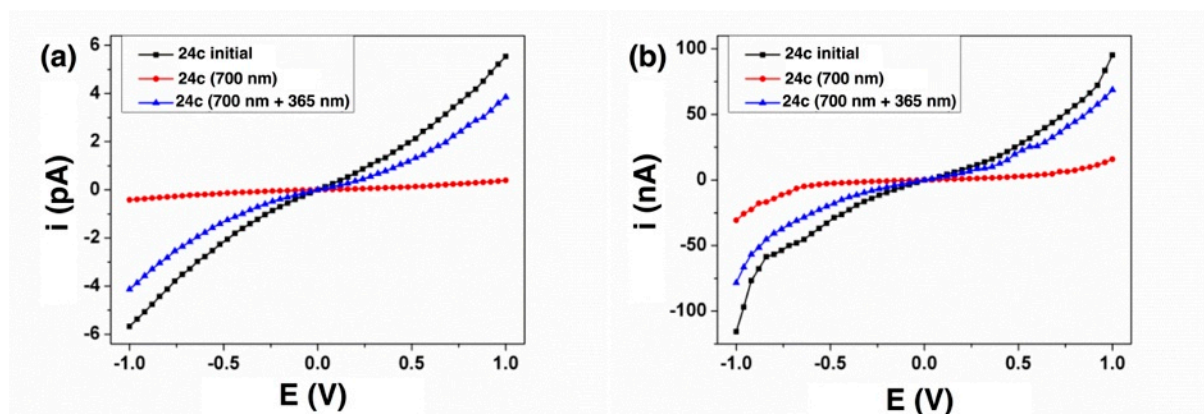 (a)
24c initial
24c (700 nm)
24c (700 nm + 365 nm)
i (pA)
6
4
2
0
-2
-4
-6
-1.0
-0.5
0.0
0.5
1.0
E (V)
(b)
24c initial
24c (700 nm)
24c (700 nm + 365 nm)
i (nA)
100
50
0
-50
-100
-1.0
-0.5
0.0
0.5
1.0
E (V)